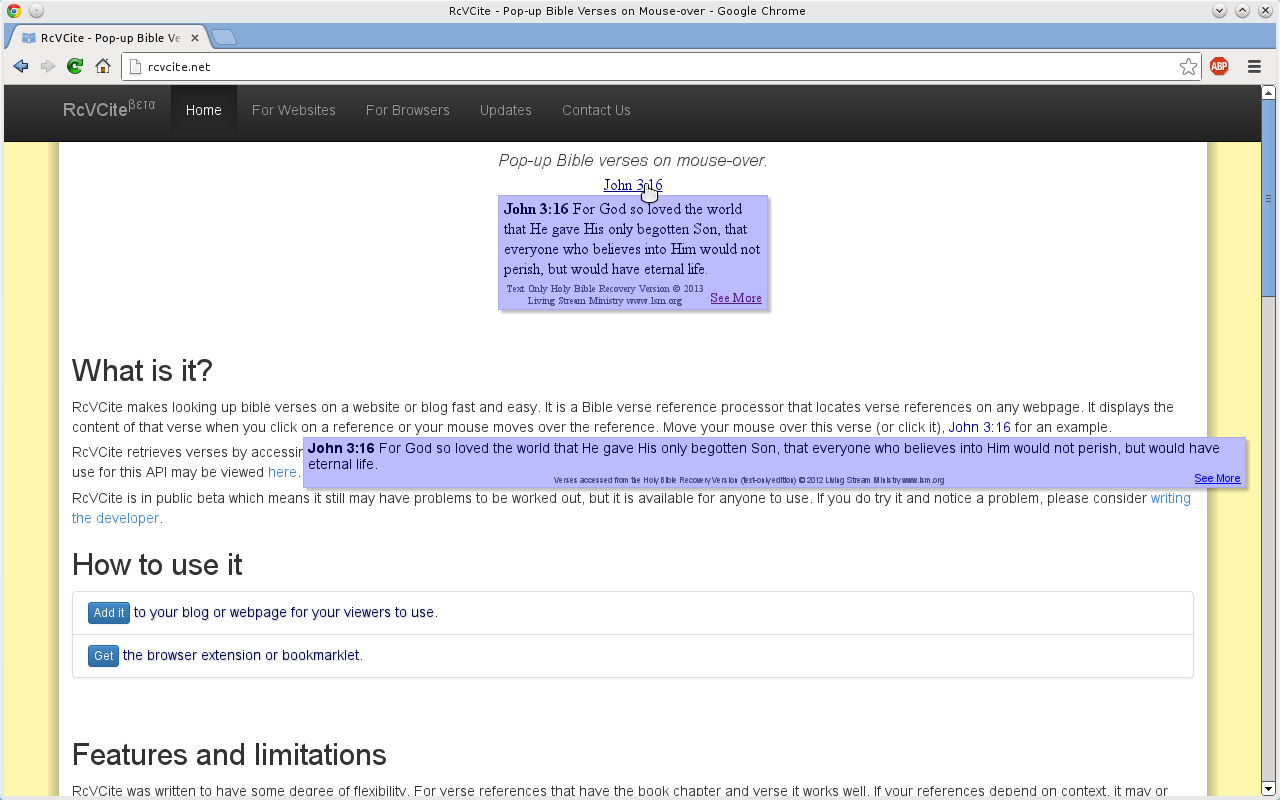 RcVCite - Pop-up Bible Verses on Mouse-over - Google Chrome
RcVCite - Pop-up Bible Ve
rcvcite.net
ABP
RcVCiteβετα Home For Websites For Browsers Updates Contact Us
Pop-up Bible verses on mouse-over.
John 3:16
John 3:16 For God so loved the world
that He gave His only begotten Son, that
everyone who believes into Him would not
perish, but would have eternal life.
Text Only Holy Bible Recovery Version © 2013
Living Stream Ministry www.lsm.org
See More
What is it?
RcVCite makes looking up bible verses on a website or blog fast and easy. It is a Bible verse reference processor that locates verse references on any webpage. It displays the
content of that verse when you click on a reference or your mouse moves over the reference. Move your mouse over this verse (or click it), John 3:16 for an example.
RcVCite retrieves verses by accessin
use for this API may be viewed here.
John 3:16 For God so loved the world that He gave His only begotten Son, that everyone who believes into Him would not perish, but would have
eternal life.
Verses accessed from the Holy Bible Recovery Version (text-only edition) © 2012 Living Stream Ministry www.lsm.org
See More
RcVCite is in public beta which means it still may have problems to be worked out, but it is available for anyone to use. If you do try it and notice a problem, please consider writing
the developer.
How to use it
Add it to your blog or webpage for your viewers to use.
Get the browser extension or bookmarklet.
Features and limitations
RcVCite was written to have some degree of flexibility. For verse references that have the book chapter and verse it works well. If your references depend on context, it may or